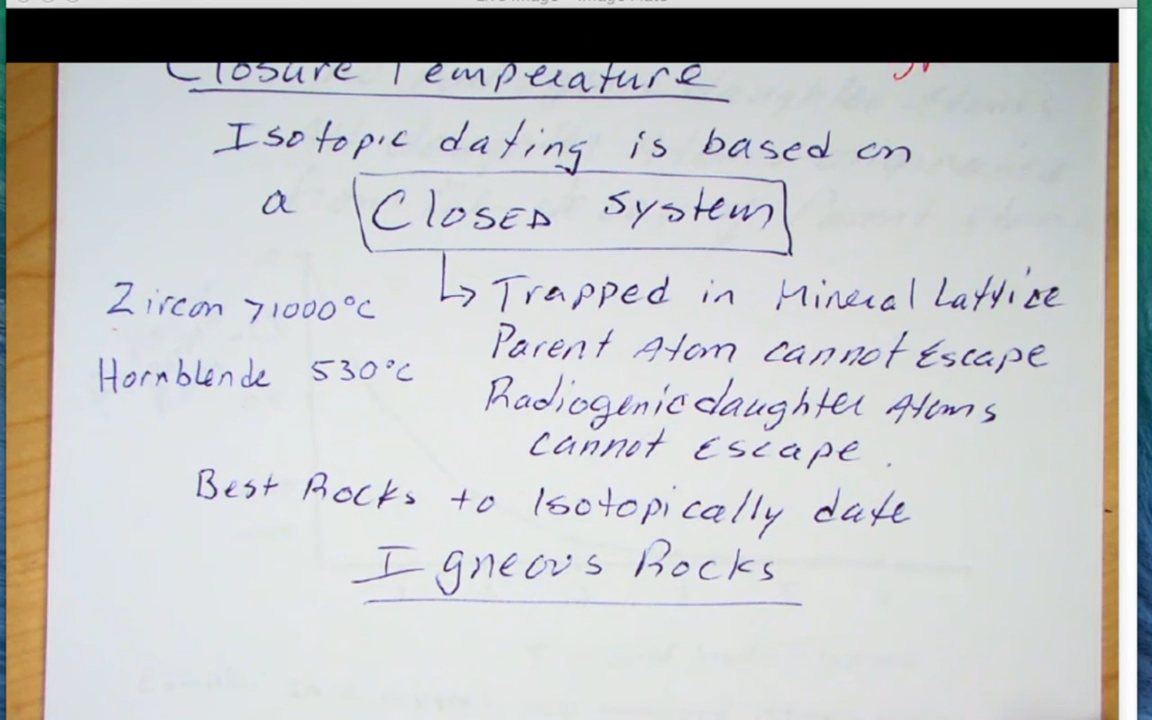 Closure Temperature
Isotopic dating is based on
a Closed System
Zircon >1000°C
Hornblende 530°C
↳ Trapped in Mineral Lattice
Parent Atom cannot Escape
Radiogenic daughter Atoms
cannot Escape.
Best Rocks to Isotopically date
Igneous Rocks